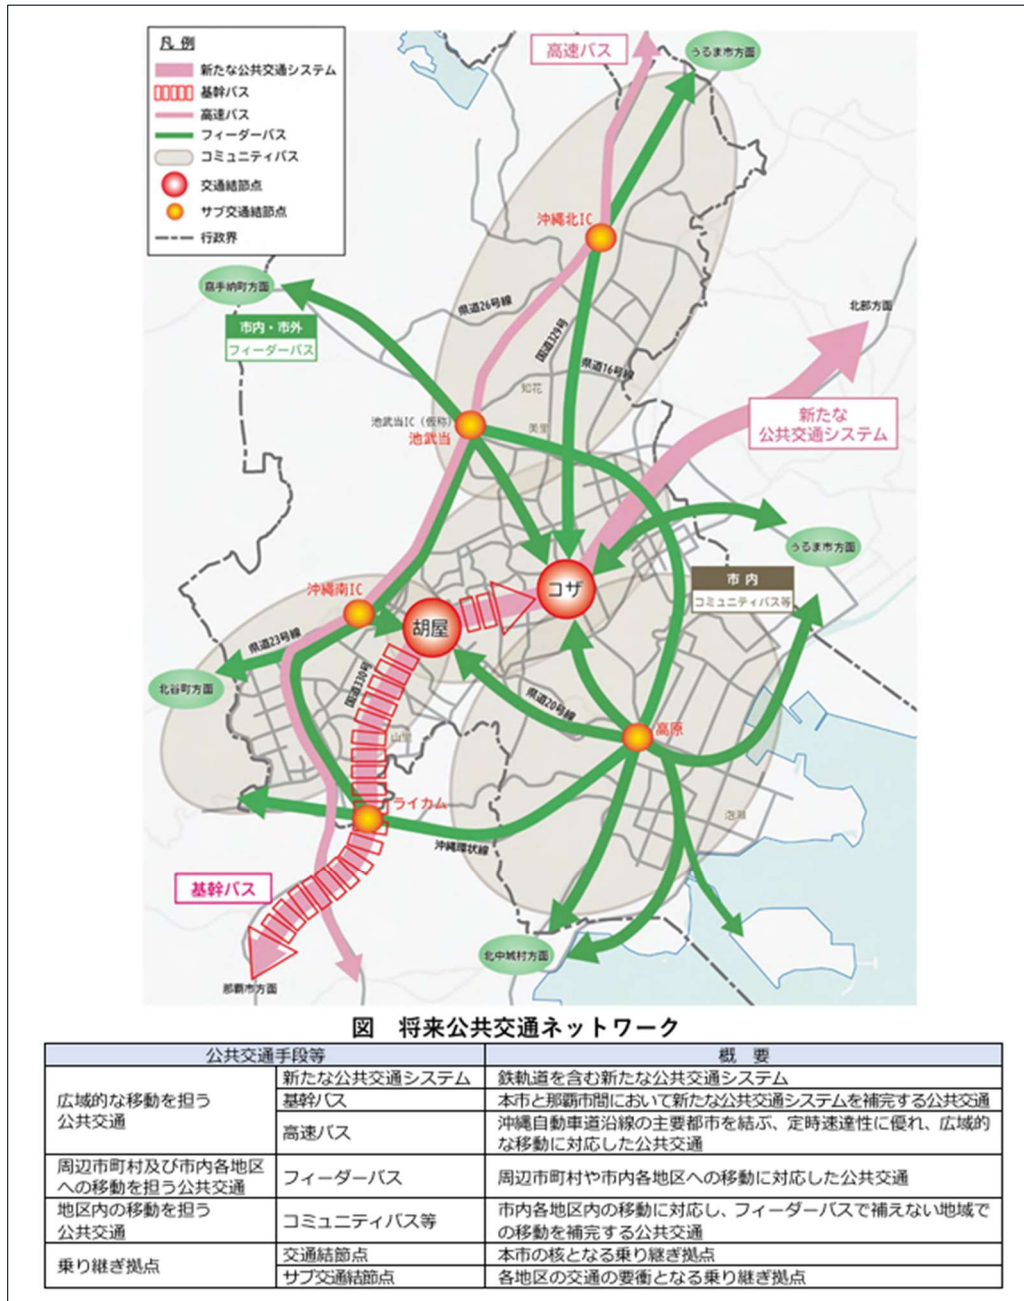 凡 例
新たな公共交通システム
基幹バス
高速バス
フィーダーバス
コミュニティバス
交通結節点
サブ交通結節点
行政界
高速バス
うるま市方面
沖縄北IC
嘉手納町方面
市内・市外
フィーダーバス
県道26号線
国道329号
県道16号線
北部方面
知花
新たな
公共交通システム
池武当IC（仮称）
池武当
美里
うるま市方面
市 内
コミュニティバス等
コザ
沖縄南IC
胡屋
県道23号線
北谷町方面
国道330号
県道20号線
山里
高原
ライカム
泡瀬
沖縄環状線
基幹バス
北中城村方面
那覇市方面
図 将来公共交通ネットワーク
公共交通手段等
概 要
広域的な移動を担う
公共交通
新たな公共交通システム
鉄軌道を含む新たな公共交通システム
基幹バス
本市と那覇市間において新たな公共交通システムを補完する公共交通
高速バス
沖縄自動車道沿線の主要都市を結ぶ、定時速達性に優れ、広域的
な移動に対応した公共交通
周辺市町村及び市内各地区
への移動を担う公共交通
フィーダーバス
周辺市町村や市内各地区への移動に対応した公共交通
地区内の移動を担う
公共交通
コミュニティバス等
市内各地区内の移動に対応し、フィーダーバスで補えない地域で
の移動を補完する公共交通
乗り継ぎ拠点
交通結節点
本市の核となる乗り継ぎ拠点
サブ交通結節点
各地区の交通の要衝となる乗り継ぎ拠点